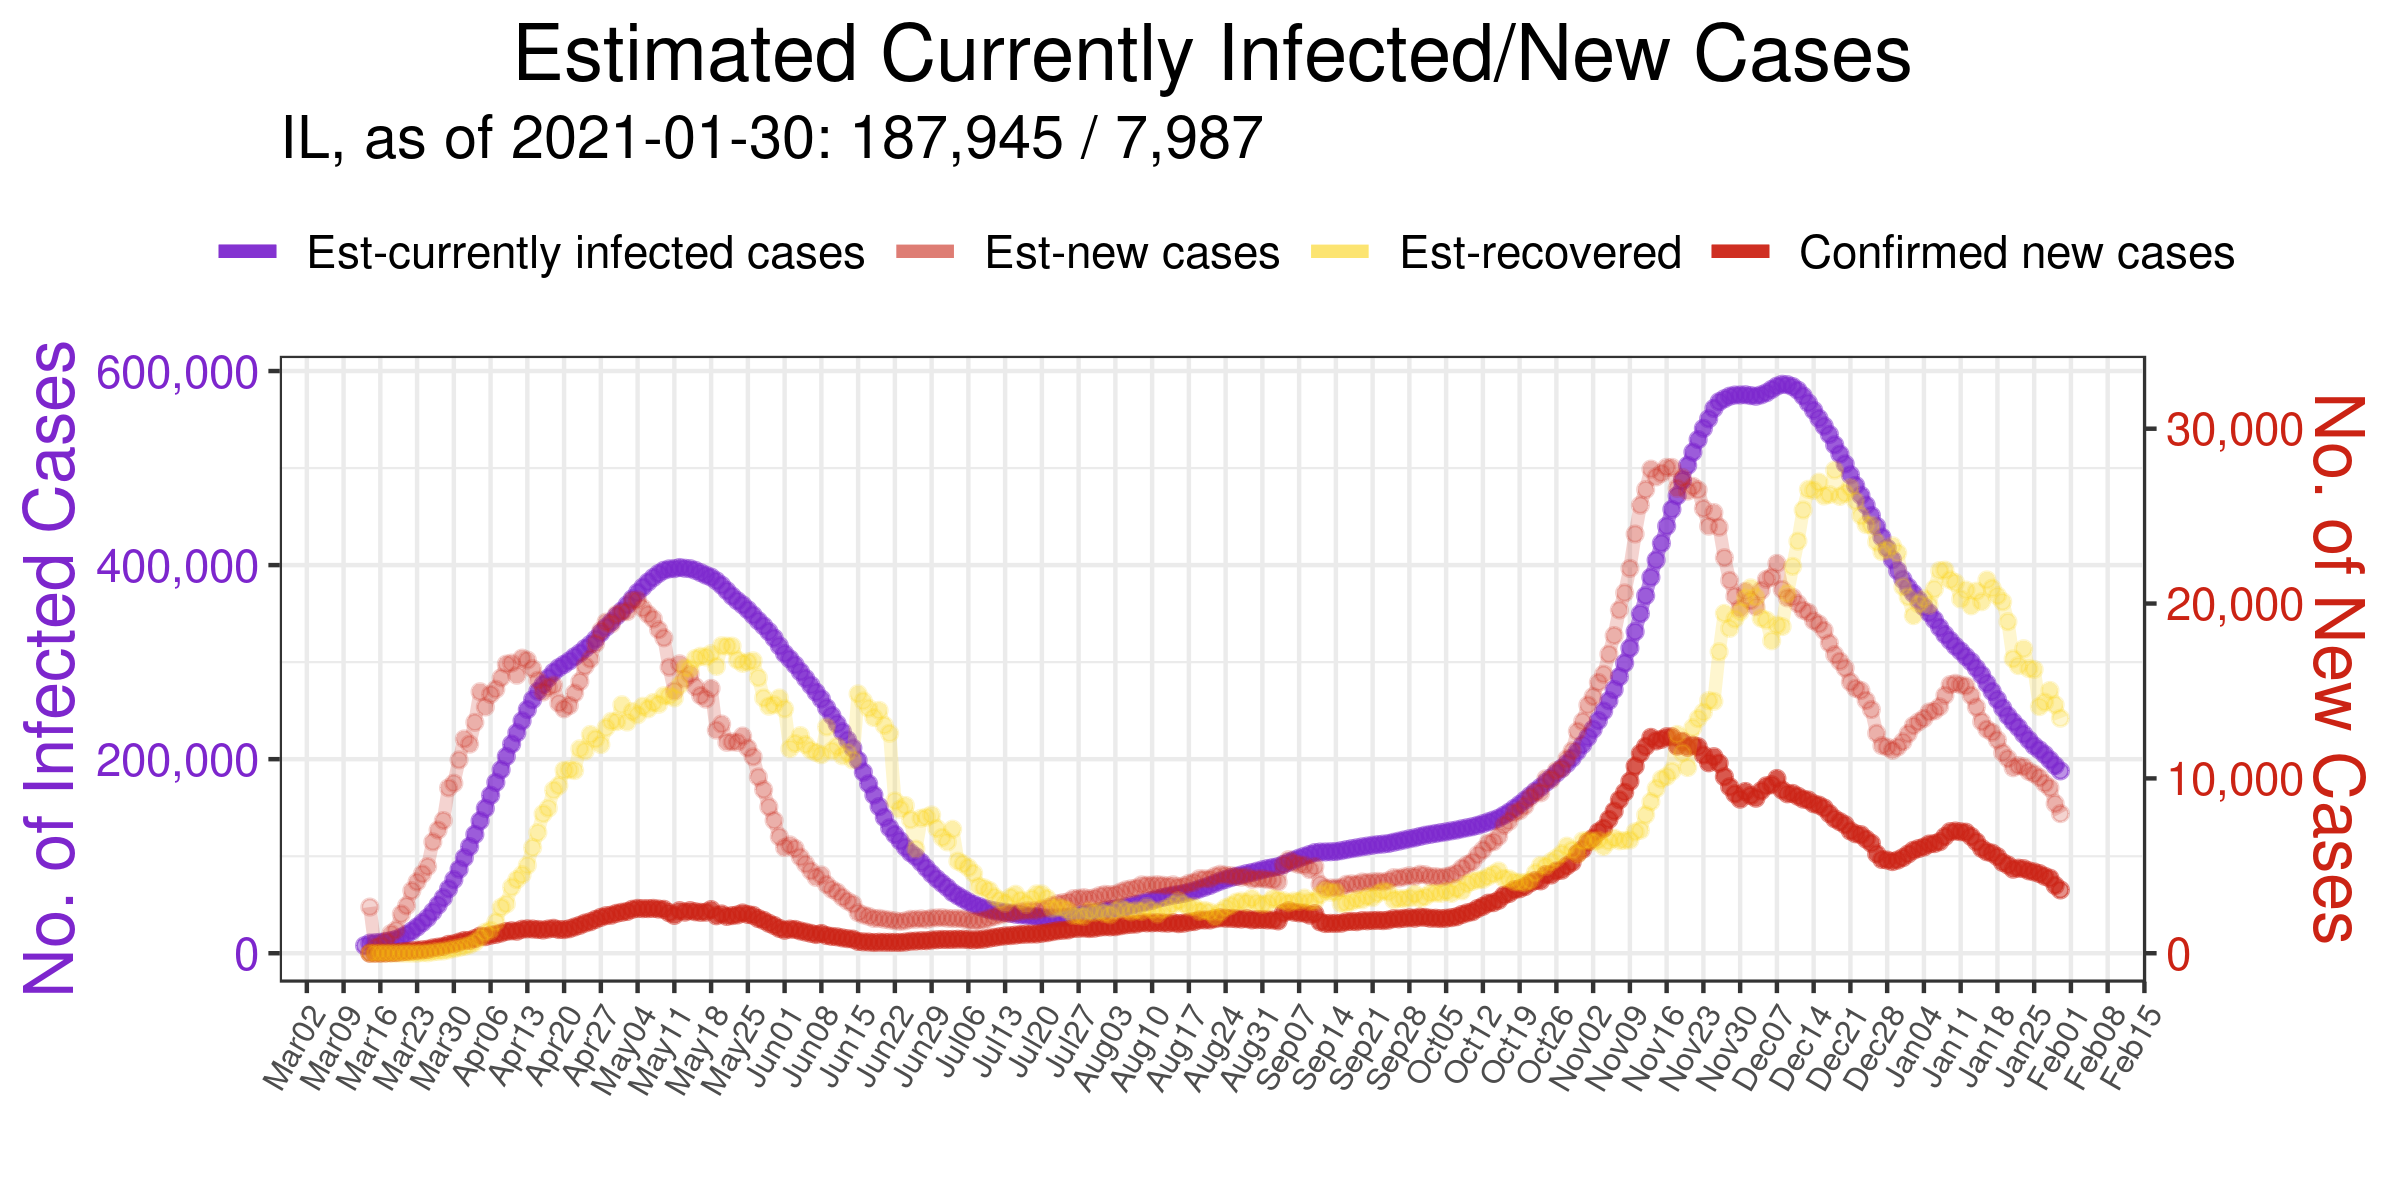 Estimated Currently Infected/New Cases
IL, as of 2021-01-30: 187,945 / 7,987
Est-currently infected cases
Est-new cases
Est-recovered
Confirmed new cases
No. of Infected Cases
600,000
400,000
200,000
0
30,000
20,000
10,000
0
No. of New Cases
Mar02
Mar09
Mar16
Mar23
Mar30
Apr06
Apr13
Apr20
Apr27
May04
May11
May18
May25
Jun01
Jun08
Jun15
Jun22
Jun29
Jul06
Jul13
Jul20
Jul27
Aug03
Aug10
Aug17
Aug24
Aug31
Sep07
Sep14
Sep21
Sep28
Oct05
Oct12
Oct19
Oct26
Nov02
Nov09
Nov16
Nov23
Nov30
Dec07
Dec14
Dec21
Dec28
Jan04
Jan11
Jan18
Jan25
Feb01
Feb08
Feb15